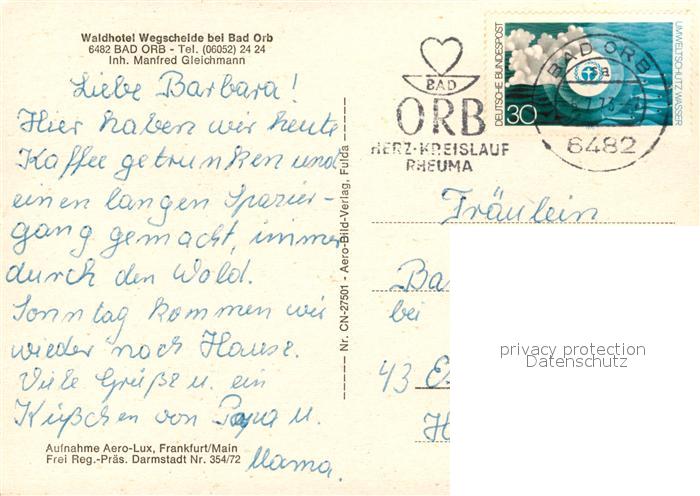 Waldhotel Wegscheide bei Bad Orb
6482 BAD ORB - Tel. (06052) 24 24
Inh. Manfred Gleichmann
Liebe Barbara!
Hier haben wir heute
Kaffee getrunken und
einen langen Spazier-
gang gemacht, immer
durch den Wald.
Sonntag kommen wir
wieder nach Hause.
Viele Grüße u. ein
Küßchen von Papa u.
Mama.
Aufnahme Aero-Lux, Frankfurt/Main
Frei Reg.-Präs. Darmstadt Nr. 354/72
Nr. CN-27501 - Aero-Bild-Verlag, Fulda
BAD
ORB
HERZ-KREISLAUF
RHEUMA
DEUTSCHE BUNDESPOST
30
UMWELTSCHUTZ WASSER
BAD ORB
a
6482
Fräulein
Ba
bei
43 Es
H
privacy protection
Datenschutz